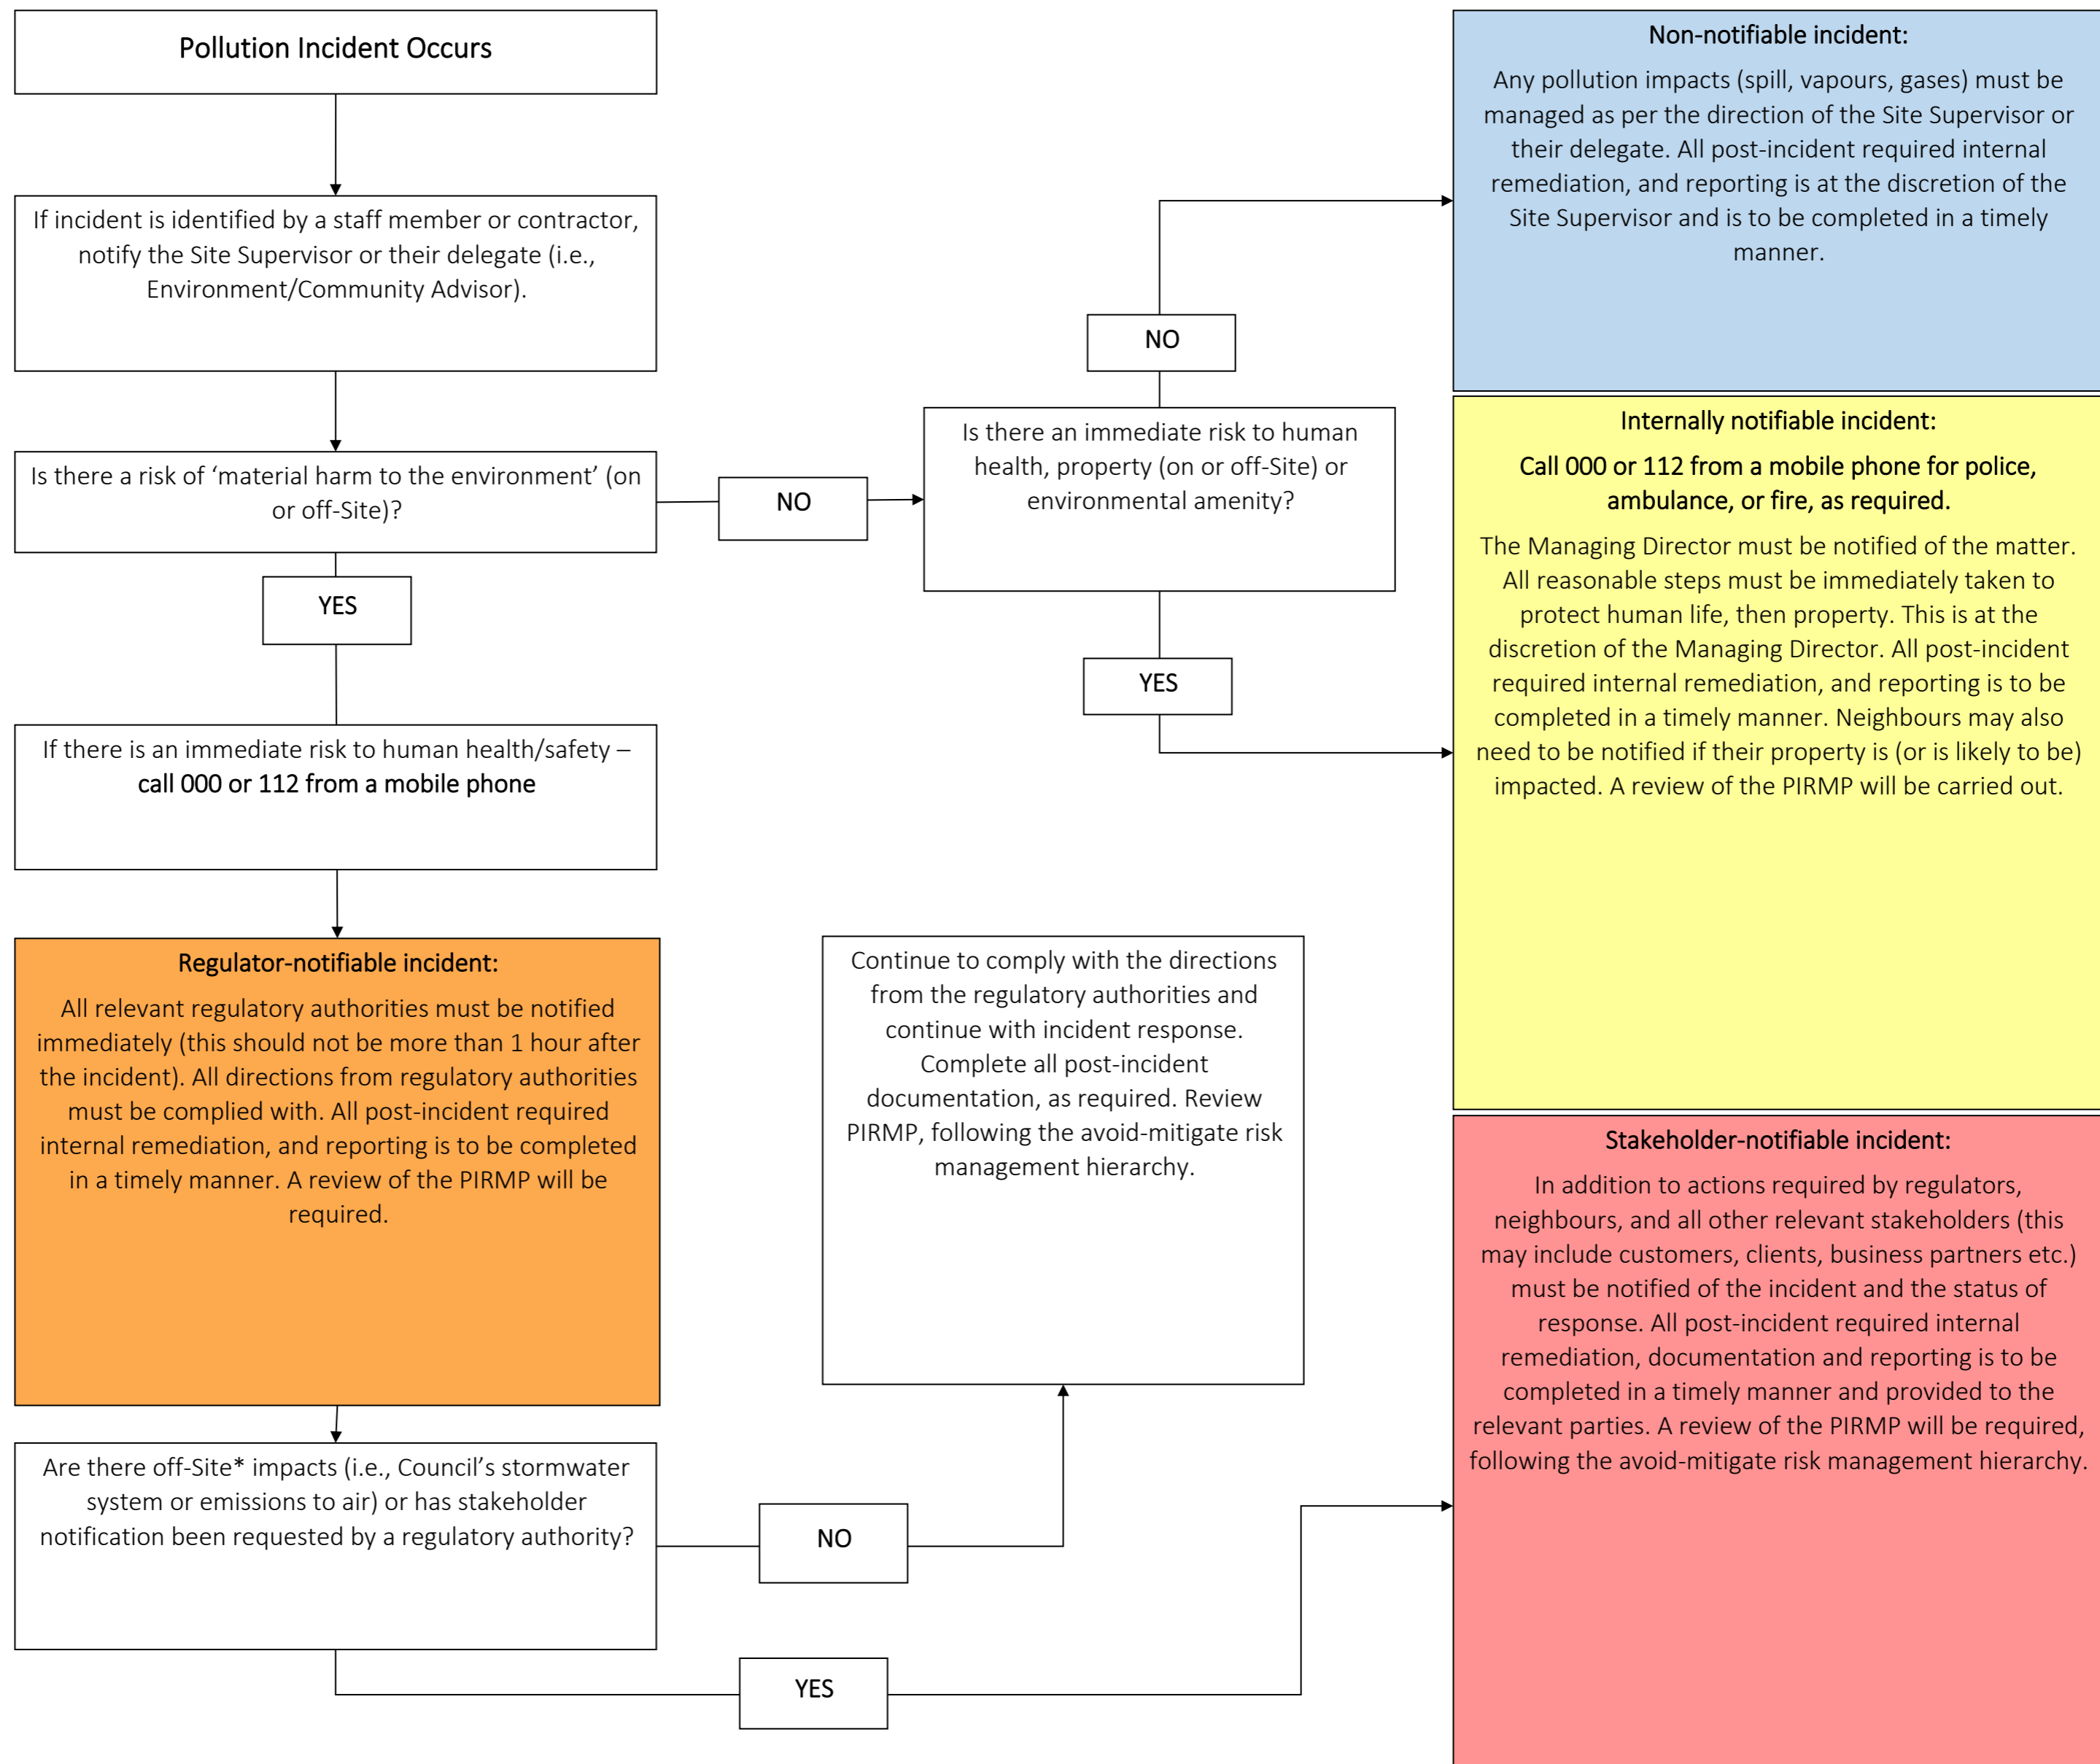 Pollution Incident Occurs
If incident is identified by a staff member or contractor,
notify the Site Supervisor or their delegate (i.e.,
Environment/Community Advisor).
Is there a risk of ‘material harm to the environment’ (on
or off-Site)?
NO
YES
Is there an immediate risk to human
health, property (on or off-Site) or
environmental amenity?
NO
YES
Non-notifiable incident:
Any pollution impacts (spill, vapours, gases) must be
managed as per the direction of the Site Supervisor or
their delegate. All post-incident required internal
remediation, and reporting is at the discretion of the
Site Supervisor and is to be completed in a timely
manner.
Internally notifiable incident:
Call 000 or 112 from a mobile phone for police,
ambulance, or fire, as required.
The Managing Director must be notified of the matter.
All reasonable steps must be immediately taken to
protect human life, then property. This is at the
discretion of the Managing Director. All post-incident
required internal remediation, and reporting is to be
completed in a timely manner. Neighbours may also
need to be notified if their property is (or is likely to be)
impacted. A review of the PIRMP will be carried out.
If there is an immediate risk to human health/safety –
call 000 or 112 from a mobile phone
Regulator-notifiable incident:
All relevant regulatory authorities must be notified
immediately (this should not be more than 1 hour after
the incident). All directions from regulatory authorities
must be complied with. All post-incident required
internal remediation, and reporting is to be completed
in a timely manner. A review of the PIRMP will be
required.
Are there off-Site* impacts (i.e., Council’s stormwater
system or emissions to air) or has stakeholder
notification been requested by a regulatory authority?
NO
YES
Continue to comply with the directions
from the regulatory authorities and
continue with incident response.
Complete all post-incident
documentation, as required. Review
PIRMP, following the avoid-mitigate risk
management hierarchy.
Stakeholder-notifiable incident:
In addition to actions required by regulators,
neighbours, and all other relevant stakeholders (this
may include customers, clients, business partners etc.)
must be notified of the incident and the status of
response. All post-incident required internal
remediation, documentation and reporting is to be
completed in a timely manner and provided to the
relevant parties. A review of the PIRMP will be required,
following the avoid-mitigate risk management hierarchy.